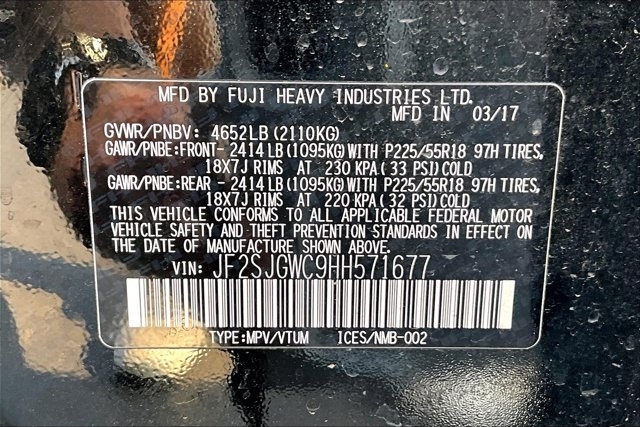 MFD BY FUJI HEAVY INDUSTRIES LTD.
MFD IN 03/17
GVWR/PNBV: 4652LB (2110KG)
GAWR/PNBE:FRONT- 2414LB (1095KG) WITH P225/55R18 97H TIRES,
18X7J RIMS AT 230 KPA ( 33 PSI) COLD
GAWR/PNBE:REAR - 2414LB (1095KG) WITH P225/55R18 97H TIRES,
18X7J RIMS AT 220 KPA ( 32 PSI) COLD
THIS VEHICLE CONFORMS TO ALL APPLICABLE FEDERAL MOTOR
VEHICLE SAFETY AND THEFT PREVENTION STANDARDS IN EFFECT ON
THE DATE OF MANUFACTURE SHOWN ABOVE.
VIN: JF2SJGWC9HH571677
TYPE:MPV/VTUM ICES/NMB-002